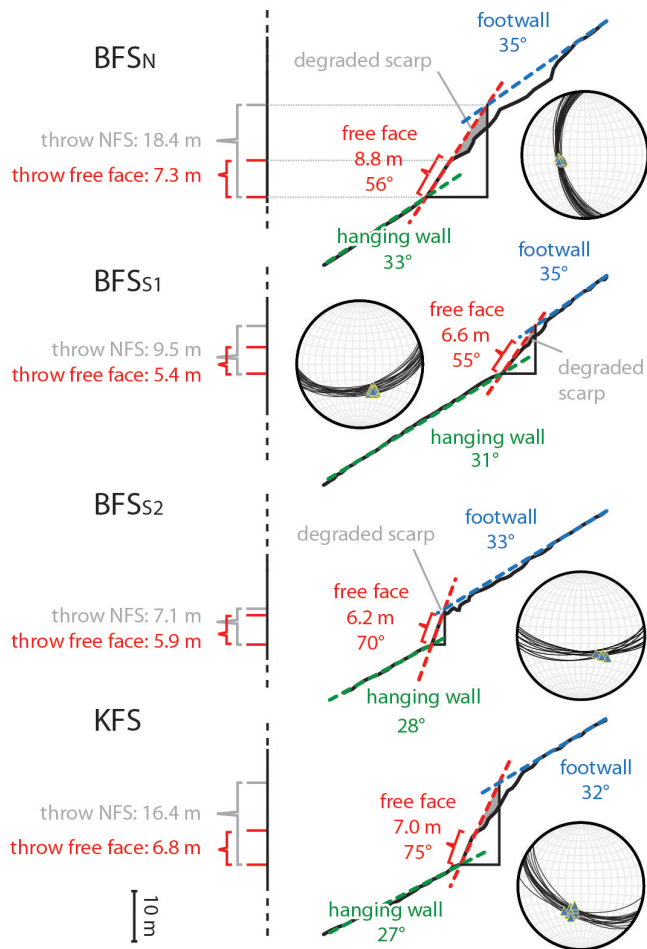 BFSN
throw NFS: 18.4 m
throw free face: 7.3 m
footwall
35°
degraded scarp
free face
8.8 m
56°
hanging wall
33°
BFSS1
throw NFS: 9.5 m
throw free face: 5.4 m
footwall
35°
free face
6.6 m
55°
degraded
scarp
hanging wall
31°
BFSS2
throw NFS: 7.1 m
throw free face: 5.9 m
footwall
33°
degraded scarp
free face
6.2 m
70°
hanging wall
28°
KFS
throw NFS: 16.4 m
throw free face: 6.8 m
footwall
32°
free face
7.0 m
75°
hanging wall
27°
10 m